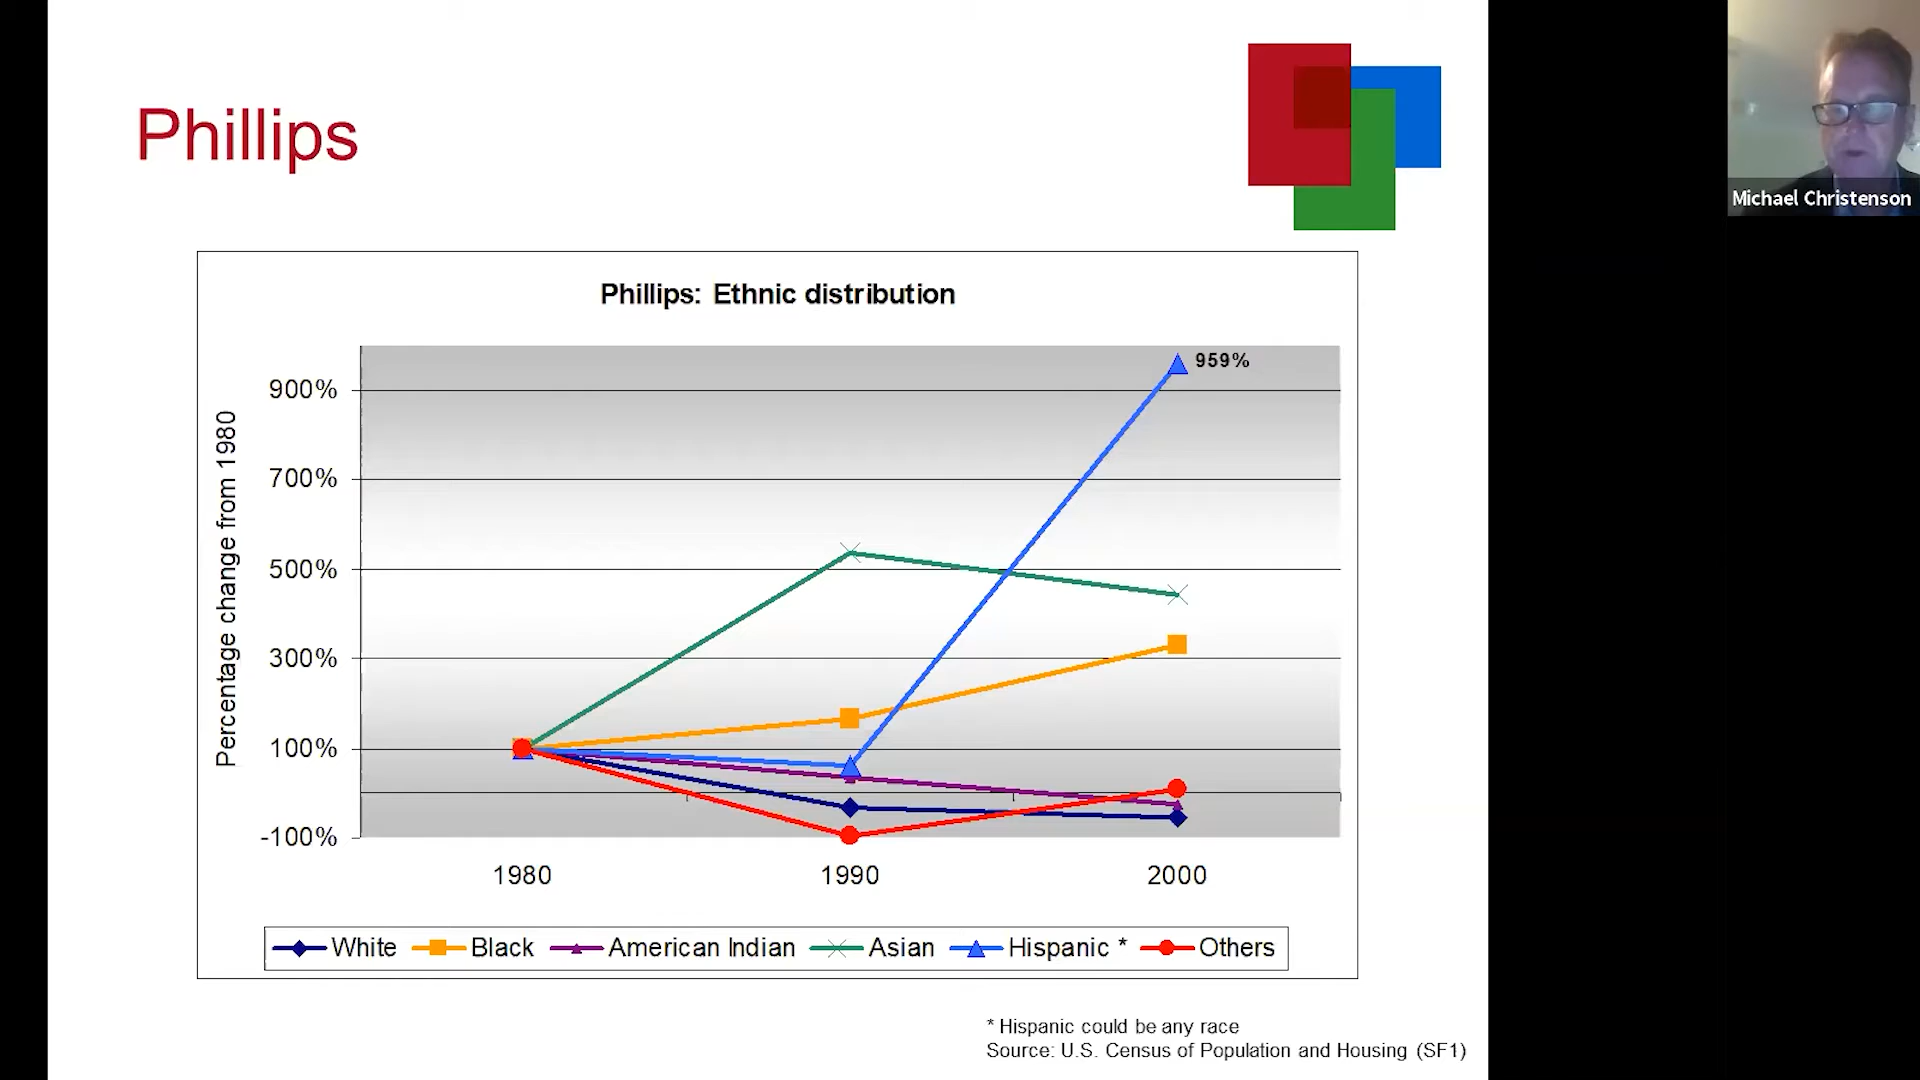 Phillips
Michael Christenson
Phillips: Ethnic distribution
959%
Percentage change from 1980
900%
700%
500%
300%
100%
-100%
1980 1990 2000
White Black American Indian Asian Hispanic * Others
* Hispanic could be any race
Source: U.S. Census of Population and Housing (SF1)